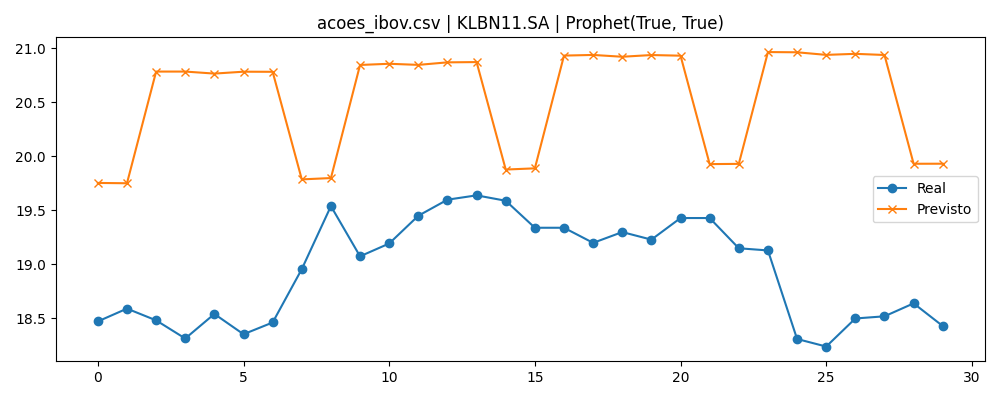 acoes_ibov.csv | KLBN11.SA | Prophet(True, True)
21.0
20.5
20.0
19.5
19.0
18.5
Real
Previsto
0 5 10 15 20 25 30